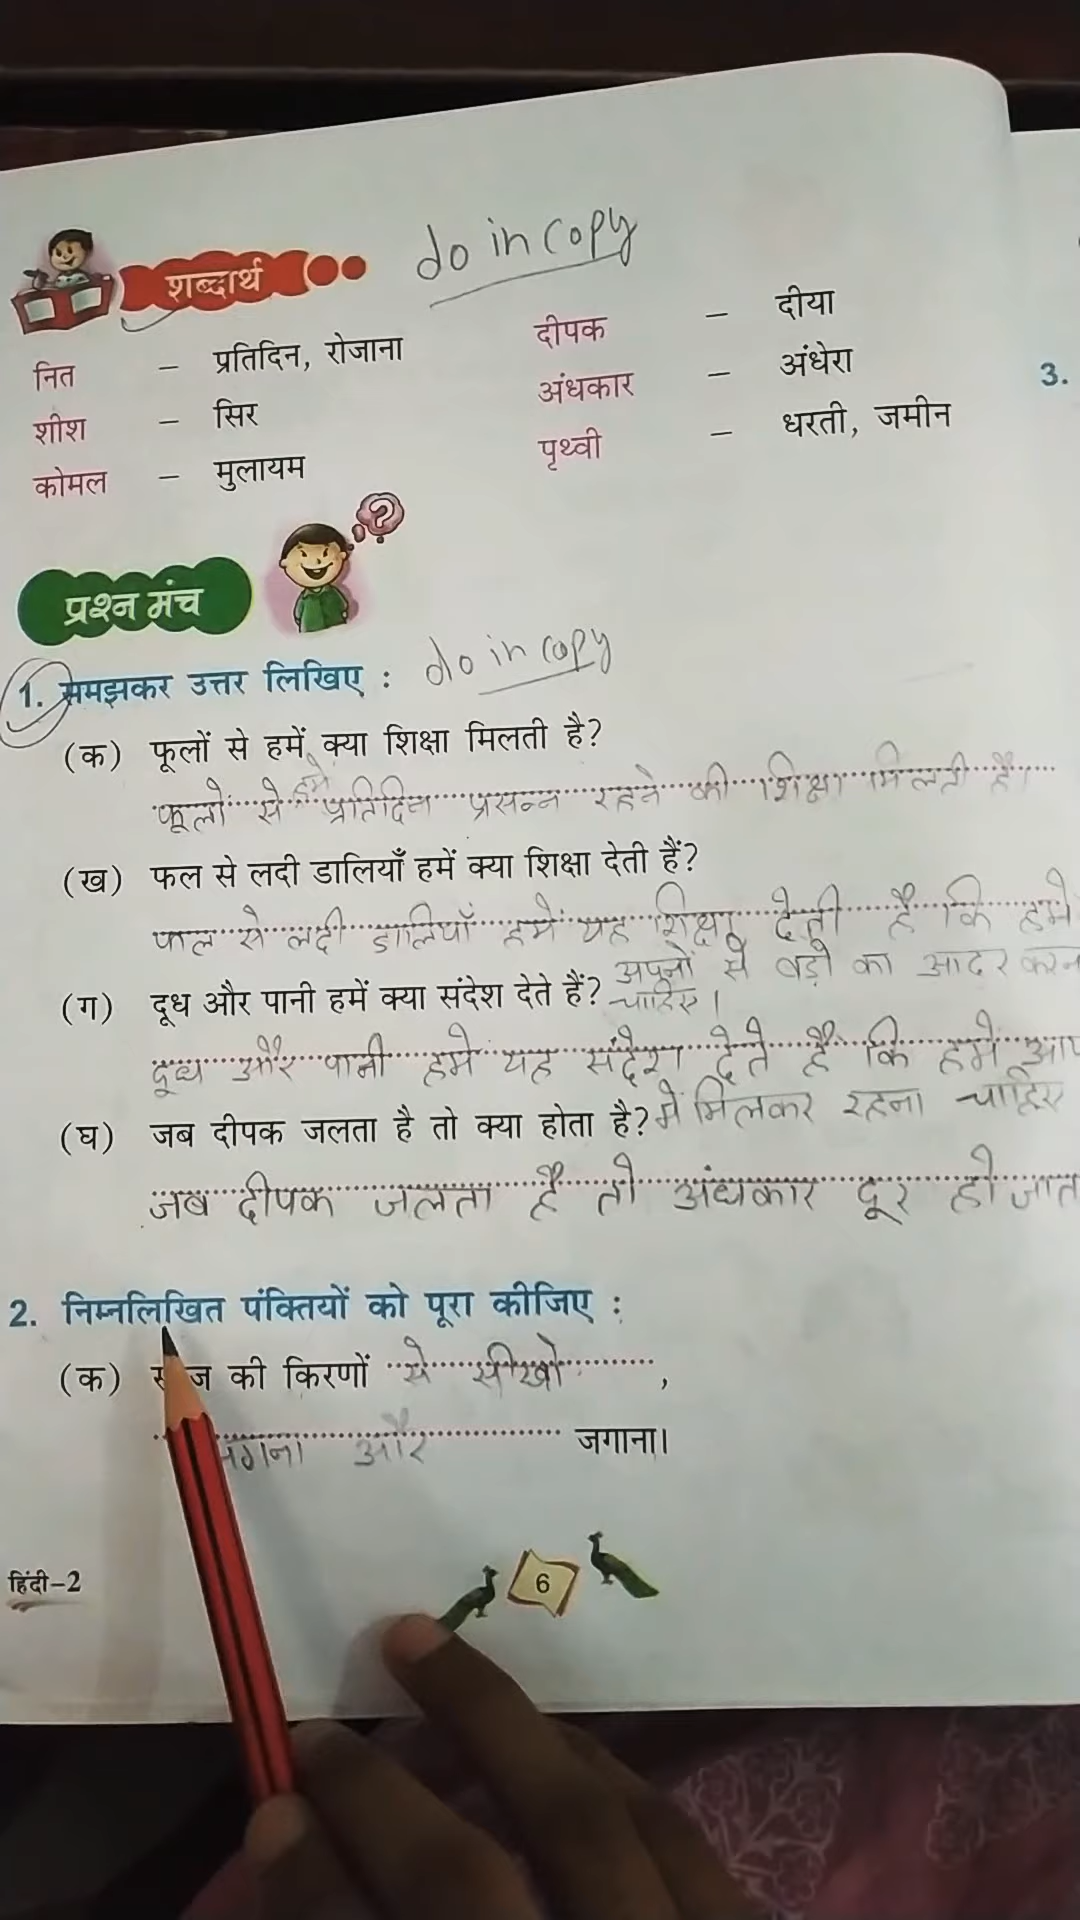 do in copy
शब्दार्थ
नित – प्रतिदिन, रोजाना
दीपक – दीया
शीश – सिर
अंधकार – अंधेरा
कोमल – मुलायम
पृथ्वी – धरती, जमीन
3.
प्रश्न मंच
1. समझकर उत्तर लिखिए : do in copy
(क) फूलों से हमें क्या शिक्षा मिलती है?
फूलों से हमे प्रतिदिन प्रसन्न रहने की शिक्षा मिलती है।
(ख) फल से लदी डालियाँ हमें क्या शिक्षा देती हैं?
फल से लदी डालियाँ हमें यह शिक्षा देती है कि हमे
अपनों से बड़ो का आदर करन
चाहिए।
(ग) दूध और पानी हमें क्या संदेश देते हैं?
दूध और पानी हमे यह संदेश देते है कि हमे आप
में मिलकर रहना चाहिए
(घ) जब दीपक जलता है तो क्या होता है?
जब दीपक जलता है तो अंधकार दूर हो जात
2. निम्नलिखित पंक्तियों को पूरा कीजिए :
(क) की किरणों से सीखो ,
और जगाना।
हिंदी-2
6